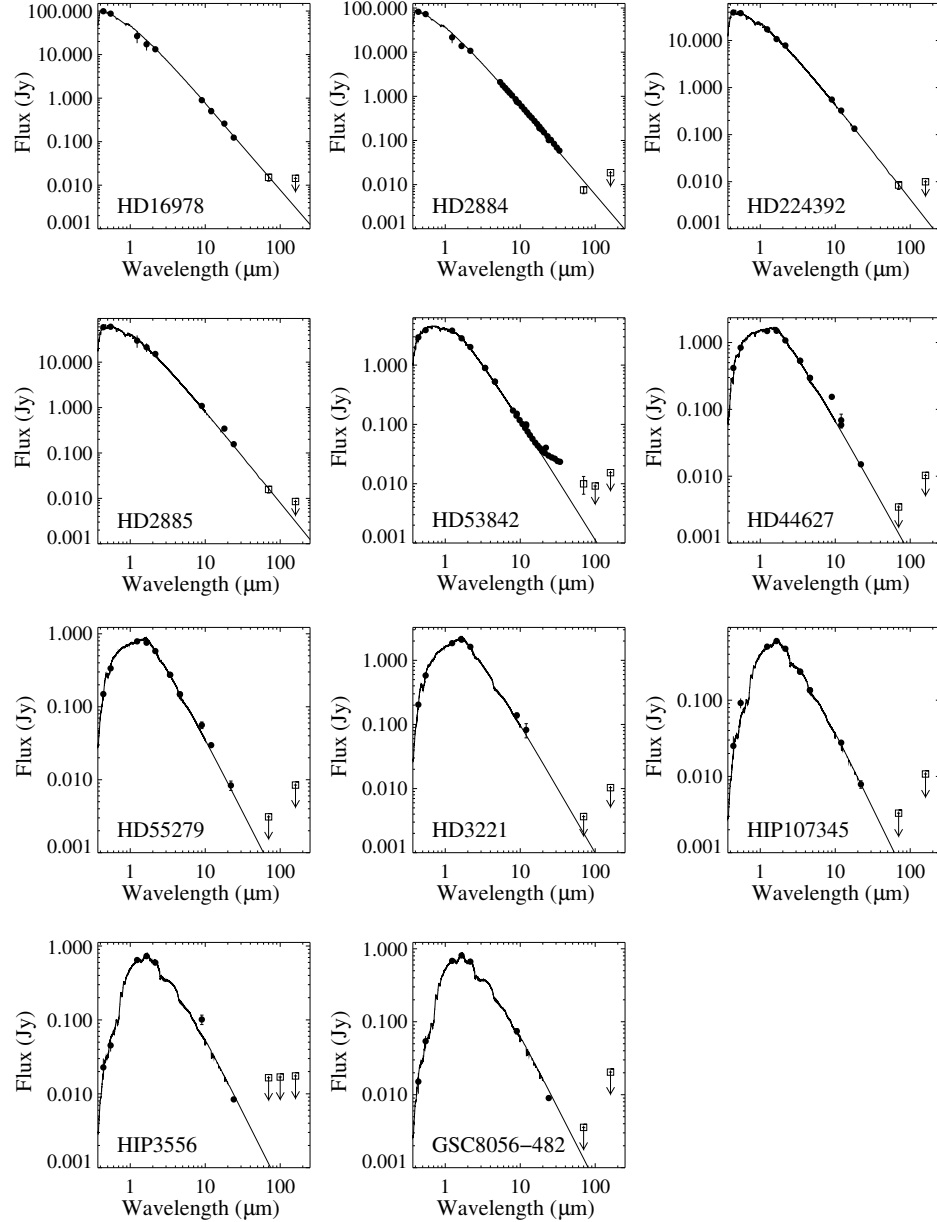 100.000
10.000
1.000
0.100
0.010
0.001
Flux (Jy)
HD16978
1 10 100
Wavelength (μm)
100.000
10.000
1.000
0.100
0.010
0.001
Flux (Jy)
HD2884
1 10 100
Wavelength (μm)
10.000
1.000
0.100
0.010
0.001
Flux (Jy)
HD224392
1 10 100
Wavelength (μm)
10.000
1.000
0.100
0.010
0.001
Flux (Jy)
HD2885
1 10 100
Wavelength (μm)
1.000
0.100
0.010
0.001
Flux (Jy)
HD53842
1 10 100
Wavelength (μm)
1.000
0.100
0.010
0.001
Flux (Jy)
HD44627
1 10 100
Wavelength (μm)
1.000
0.100
0.010
0.001
Flux (Jy)
HD55279
1 10 100
Wavelength (μm)
1.000
0.100
0.010
0.001
Flux (Jy)
HD3221
1 10 100
Wavelength (μm)
0.100
0.010
0.001
Flux (Jy)
HIP107345
1 10 100
Wavelength (μm)
1.000
0.100
0.010
0.001
Flux (Jy)
HIP3556
1 10 100
Wavelength (μm)
1.000
0.100
0.010
0.001
Flux (Jy)
GSC8056−482
1 10 100
Wavelength (μm)